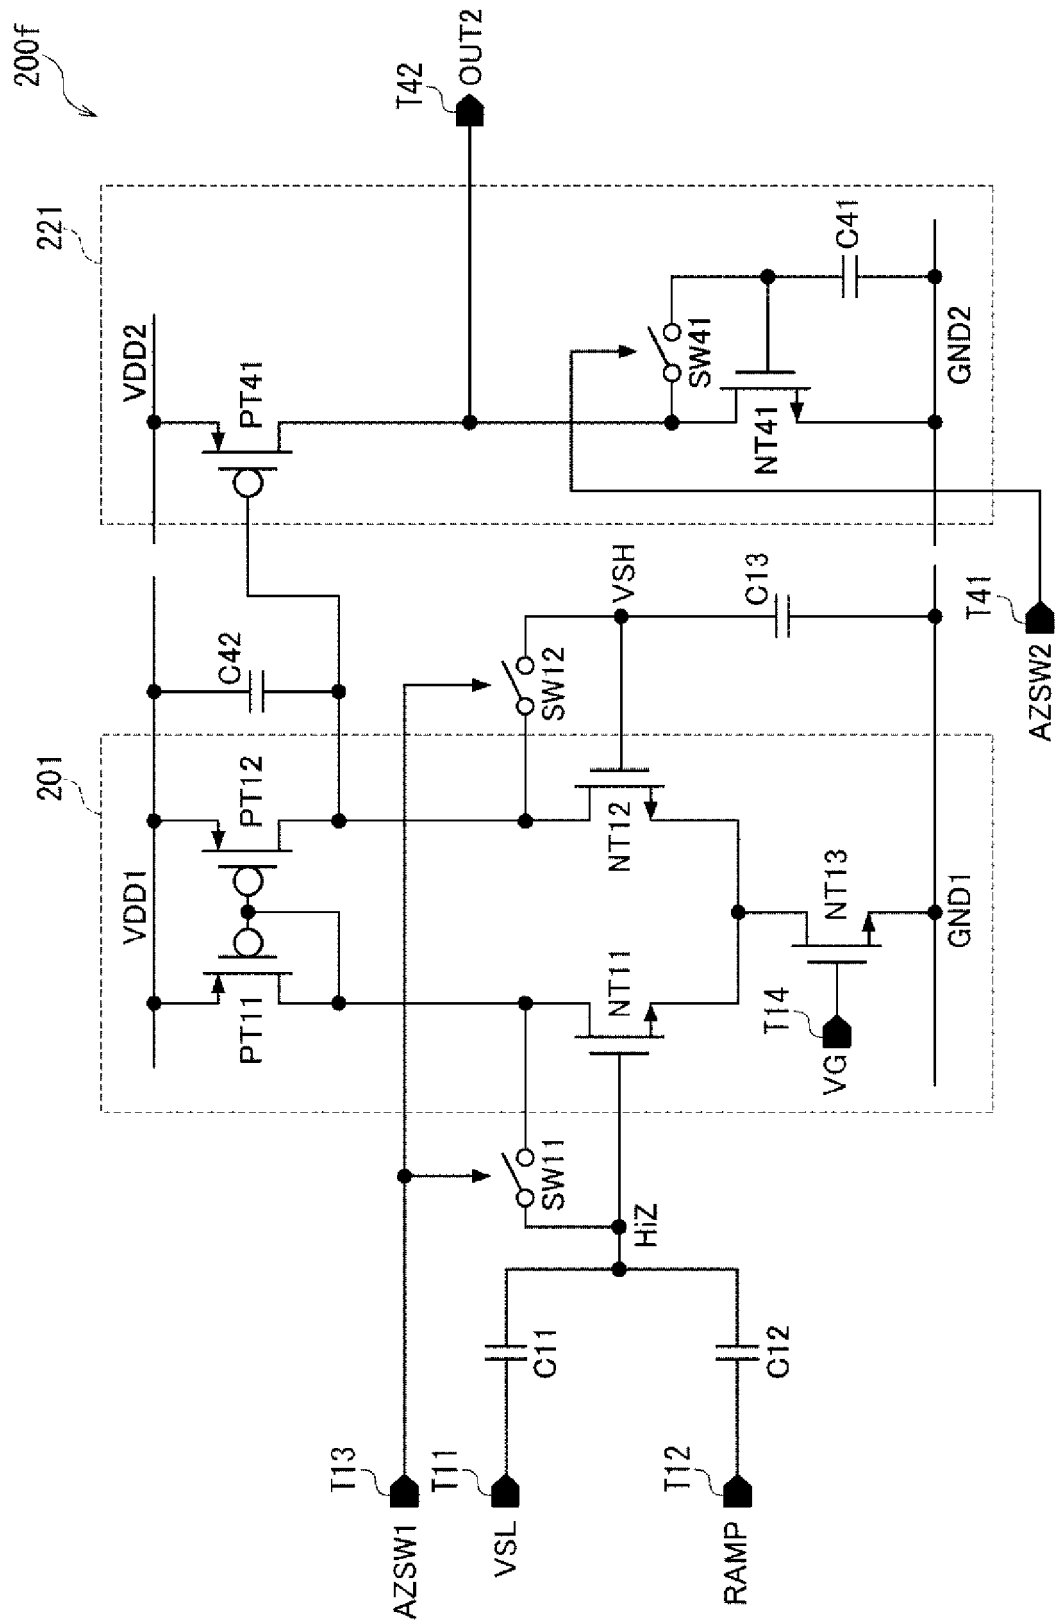 200f
221
T42
OUT2
VDD2
PT41
SW41
C41
NT41
GND2
T41
AZSW2
C42
VSH
SW12
C13
201
VDD1
PT12
PT11
NT12
NT11
NT13
GND1
T14
VG
SW11
HiZ
C11
C12
T13
AZSW1
T11
VSL
T12
RAMP